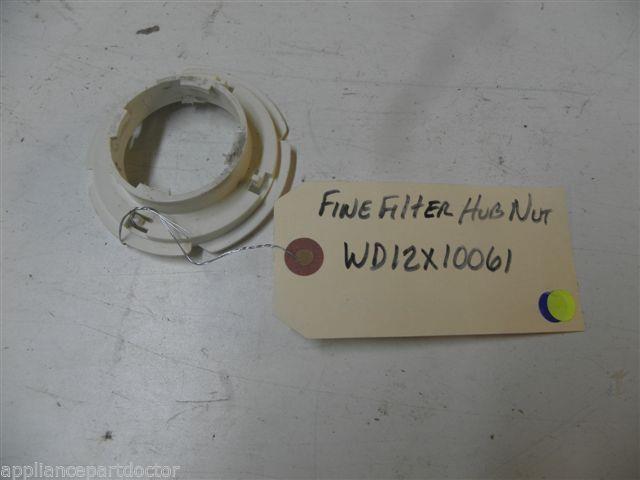 FINE FILTER HUB NUT
WD12X10061
appliancepartdoctor